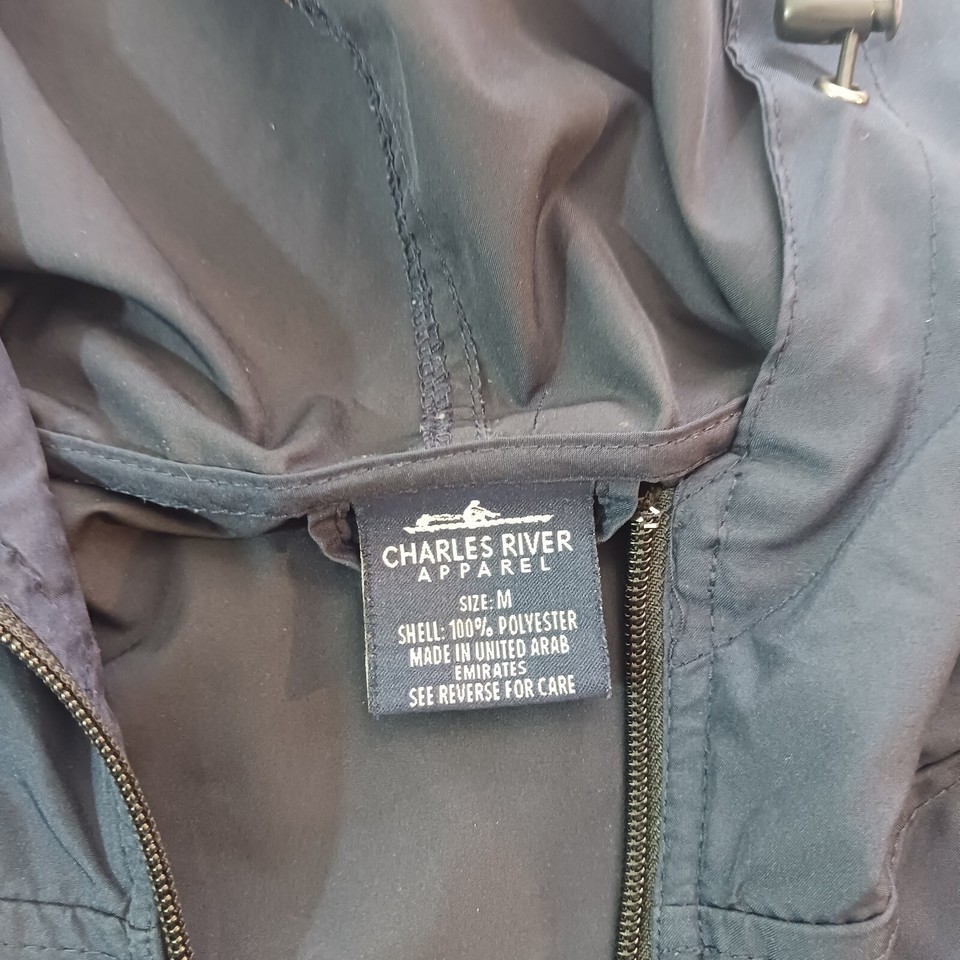 CHARLES RIVER
APPAREL
SIZE: M
SHELL: 100% POLYESTER
MADE IN UNITED ARAB
EMIRATES
SEE REVERSE FOR CARE